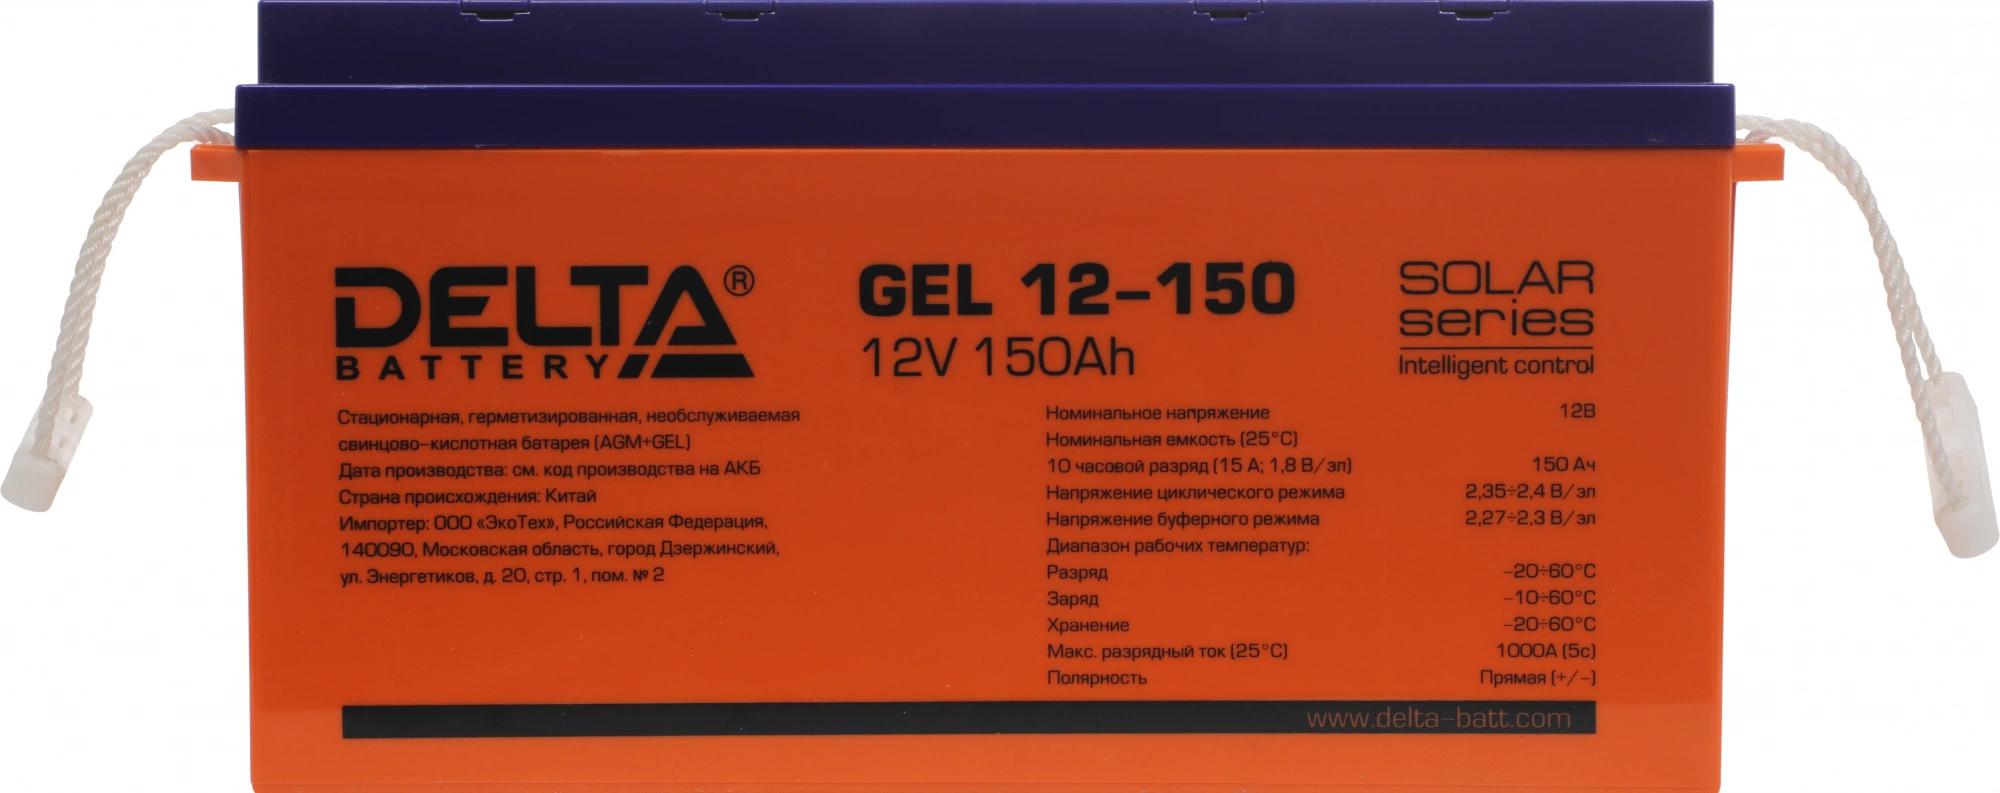 DELTA®
BATTERY
GEL 12-150
12V 150Ah
SOLAR
series
Intelligent control
Стационарная, герметизированная, необслуживаемая
свинцово-кислотная батарея (AGM+GEL)
Дата производства: см. код производства на АКБ
Страна происхождения: Китай
Импортер: ООО «ЭкоТех», Российская Федерация,
140090, Московская область, город Дзержинский,
ул. Энергетиков, д. 20, стр. 1, пом. № 2
Номинальное напряжение 12В
Номинальная емкость (25°C)
10 часовой разряд (15 А; 1,8 В/эл) 150 Ач
Напряжение циклического режима 2,35÷2,4 В/эл
Напряжение буферного режима 2,27÷2,3 В/эл
Диапазон рабочих температур:
Разряд -20÷60°C
Заряд -10÷60°C
Хранение -20÷60°C
Макс. разрядный ток (25°C) 1000А (5с)
Полярность Прямая (+/-)
www.delta-batt.com